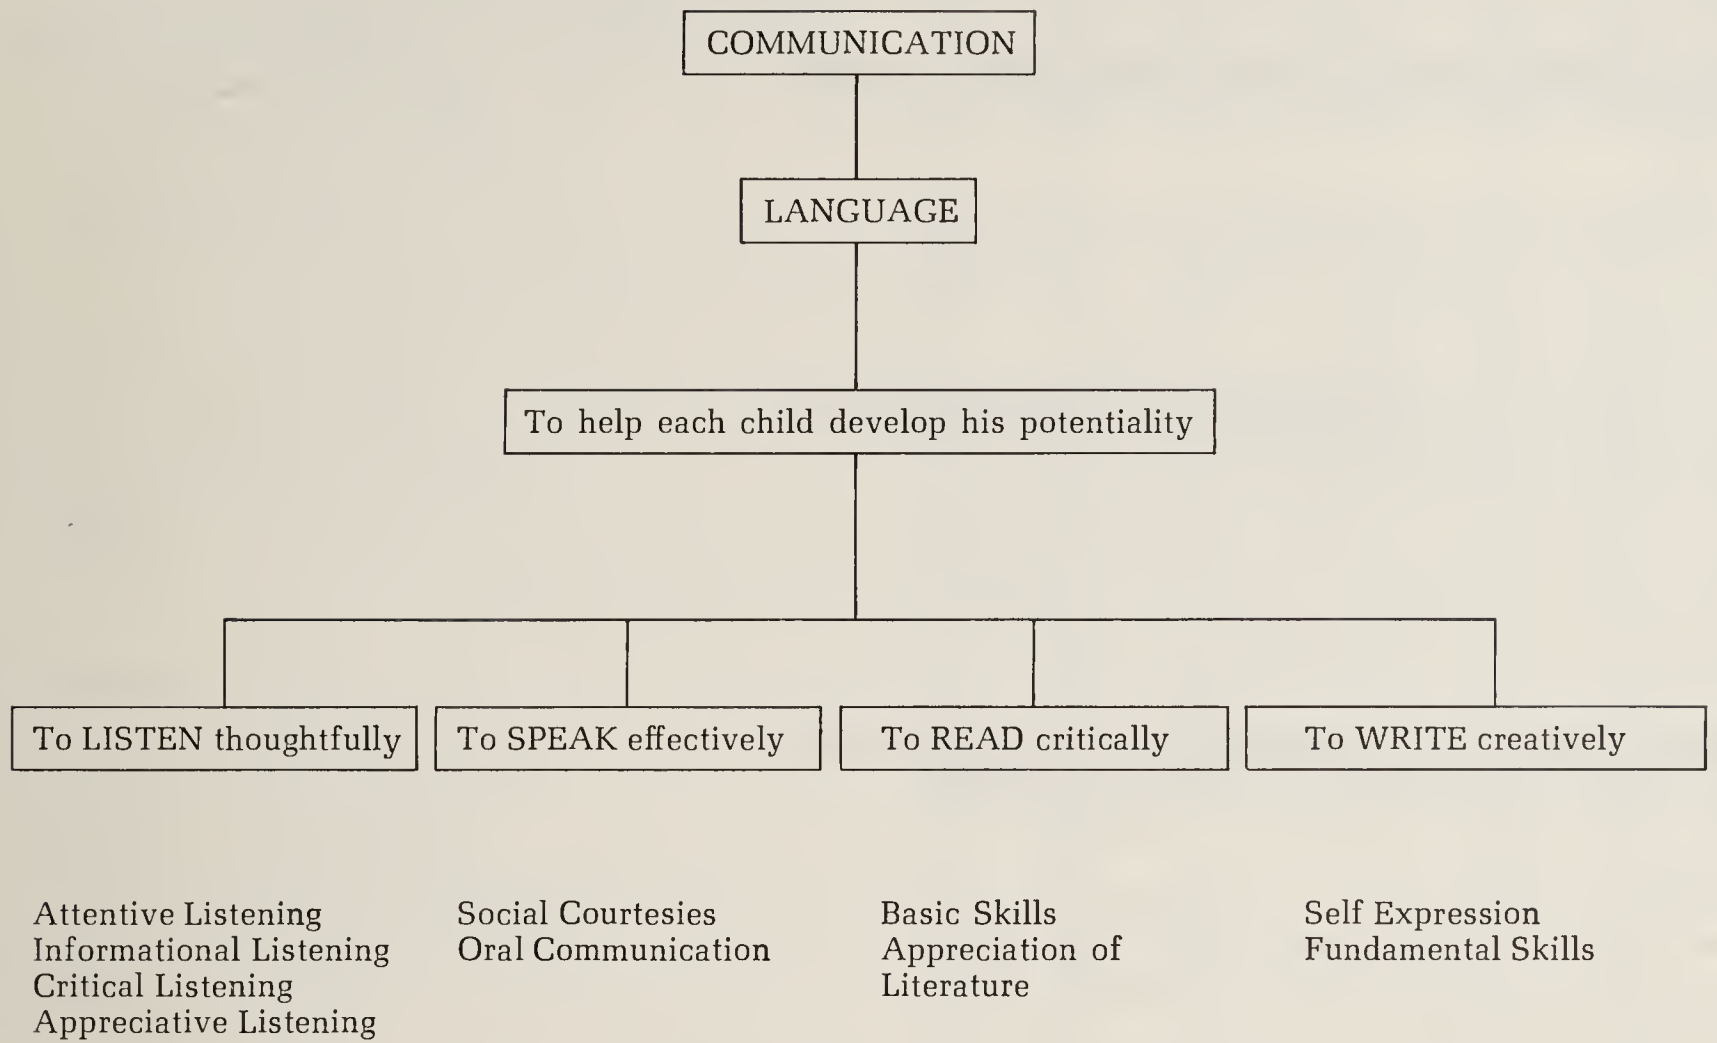 COMMUNICATION
LANGUAGE
To help each child develop his potentiality
To LISTEN thoughtfully
To SPEAK effectively
To READ critically
To WRITE creatively
Attentive Listening
Informational Listening
Critical Listening
Appreciative Listening
Social Courtesies
Oral Communication
Basic Skills
Appreciation of
Literature
Self Expression
Fundamental Skills